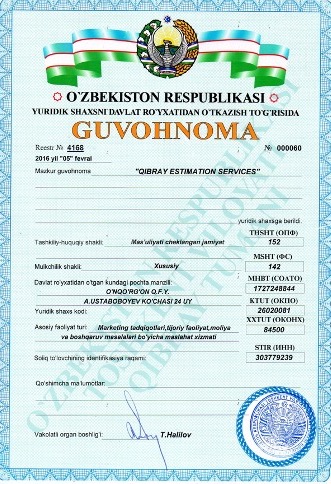 O'ZBEKISTON RESPUBLIKASI
YURIDIK SHAXSNI DAVLAT RO'YXATIDAN O'TKAZISH TO'G'RISIDA
GUVOHNOMA
Reestr № 4168 № 000060
2016 yil "05" fevral
Mazkur guvohnoma "QIBRAY ESTIMATION SERVICES"
yuridik shaxsga berildi.
THSHT (ОПФ)
Tashkiliy-huquqiy shakli: Mas'uliyati cheklangan jamiyat 152
MSHT (ФС)
Mulkchilik shakli: Xususiy 142
Davlat ro'yxatidan o'tgan kundagi pochta manzili: MHBT (СОАТО)
O'NQO'RG'ON Q.F.Y. 1727248844
A.USTABOBOYEV KO'CHASI 24 UY KTUT (ОКПО)
Yuridik shaxs kodi: 26020081
XXTUT (ОКОНХ)
Asosiy faoliyat turi: Marketing tadqiqotlari,tijoriy faoliyat,moliya 84500
va boshqaruv masalalari bo'yicha maslahat xizmati
STIR (ИНН)
Soliq to'lovchining identifikasiya raqami: 303779239
Qo'shimcha ma'lumotlar:
Vakolatli organ boshlig'i: T.Halilov
O'ZBEKISTON RESPUBLIKASI
TOSHKENT VILOYATI
QIBRAY TUMANI